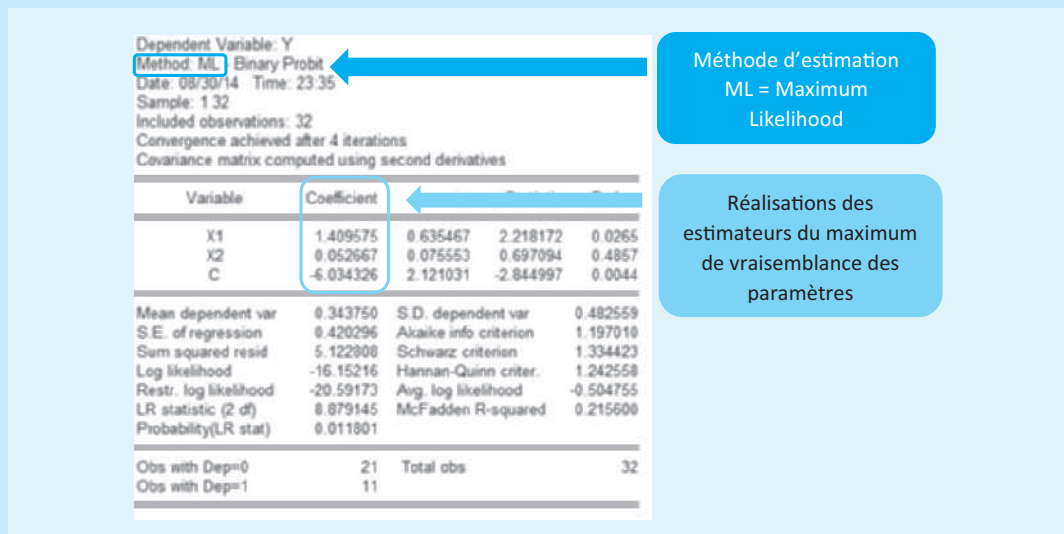 Dependent Variable: Y
Method: ML - Binary Probit
Date: 08/30/14 Time: 23:35
Sample: 1 32
Included observations: 32
Convergence achieved after 4 iterations
Covariance matrix computed using second derivatives
Variable Coefficient
X1 1.409575 0.635467 2.218172 0.0265
X2 0.052667 0.075553 0.697094 0.4857
C -6.034326 2.121031 -2.844997 0.0044
Mean dependent var 0.343750 S.D. dependent var 0.482559
S.E. of regression 0.420296 Akaike info criterion 1.197010
Sum squared resid 5.122808 Schwarz criterion 1.334423
Log likelihood -16.15216 Hannan-Quinn criter. 1.242558
Restr. log likelihood -20.59173 Avg. log likelihood -0.504755
LR statistic (2 df) 8.879145 McFadden R-squared 0.215600
Probability(LR stat) 0.011801
Obs with Dep=0 21 Total obs 32
Obs with Dep=1 11
Méthode d'estimation
ML = Maximum
Likelihood
Réalisations des
estimateurs du maximum
de vraisemblance des
paramètres